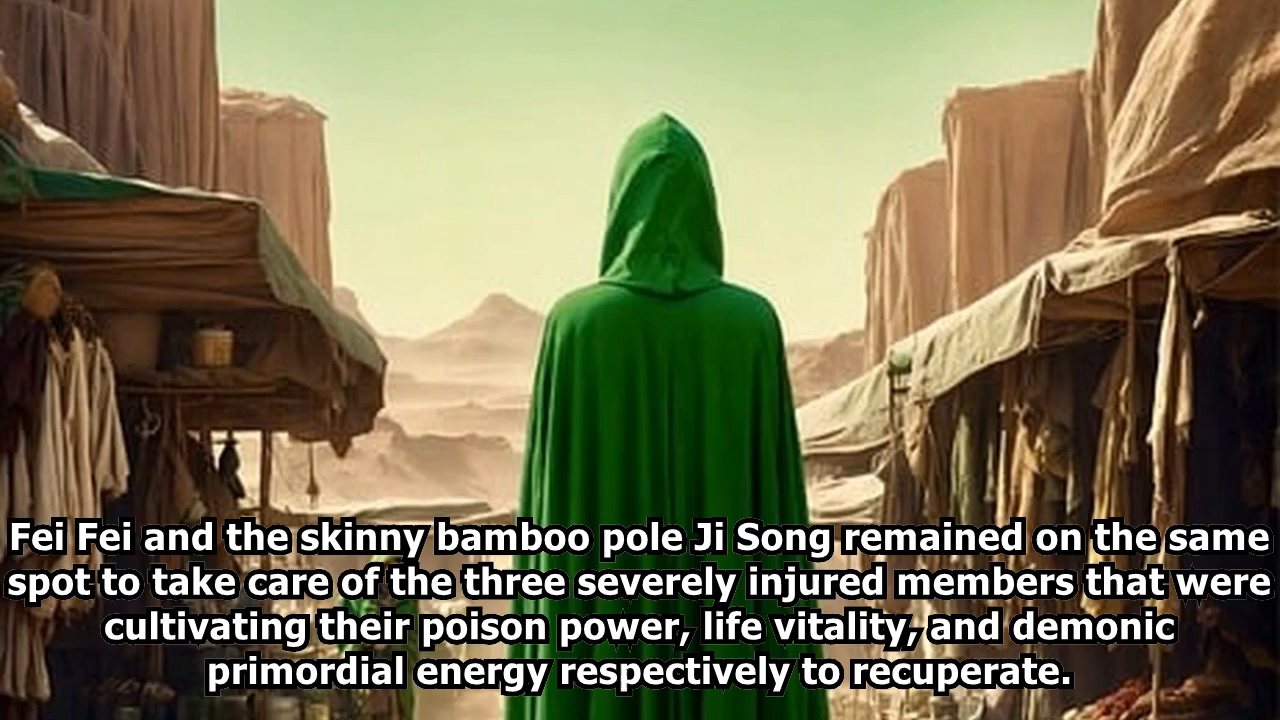 Fei Fei and the skinny bamboo pole Ji Song remained on the same
spot to take care of the three severely injured members that were
cultivating their poison power, life vitality, and demonic
primordial energy respectively to recuperate.